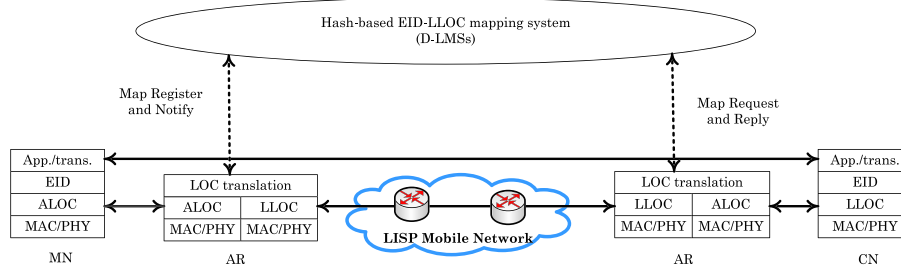 Hash-based EID-LLOC mapping system
(D-LMSs)
Map Register
and Notify
Map Request
and Reply
App./trans.
EID
ALOC
MAC/PHY
MN
LOC translation
ALOC LLOC
MAC/PHY MAC/PHY
AR
LISP Mobile Network
LOC translation
LLOC ALOC
MAC/PHY MAC/PHY
AR
App./trans.
EID
LLOC
MAC/PHY
CN